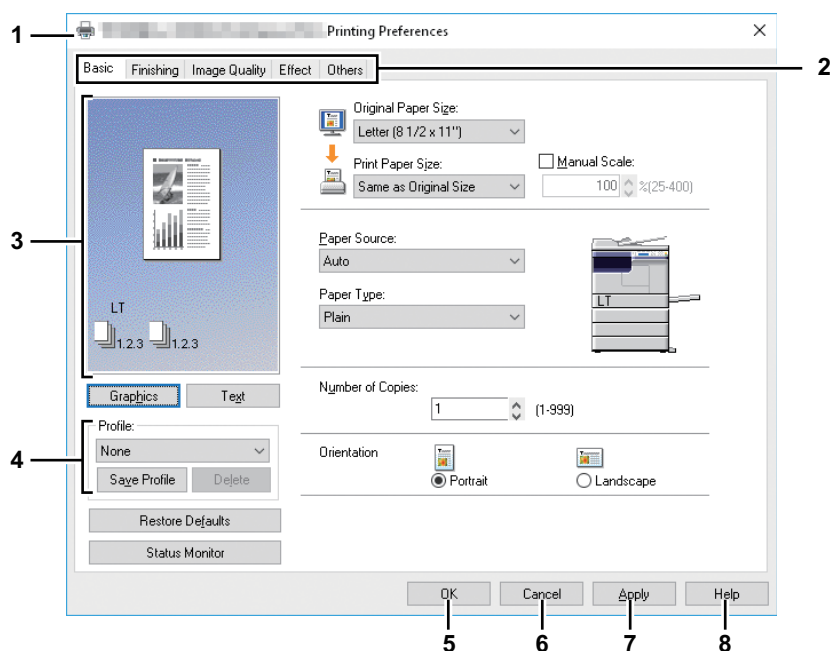 1
Printing Preferences
2
Basic Finishing Image Quality Effect Others
3
LT
1.2.3 1.2.3
Graphics Text
4
Profile:
None
Save Profile Delete
Restore Defaults
Status Monitor
Original Paper Size:
Letter (8 1/2 x 11")
Print Paper Size:
Same as Original Size
Manual Scale:
100 %(25-400)
Paper Source:
Auto
Paper Type:
Plain
LT
Number of Copies:
1 (1-999)
Orientation
Portrait Landscape
OK Cancel Apply Help
5 6 7 8